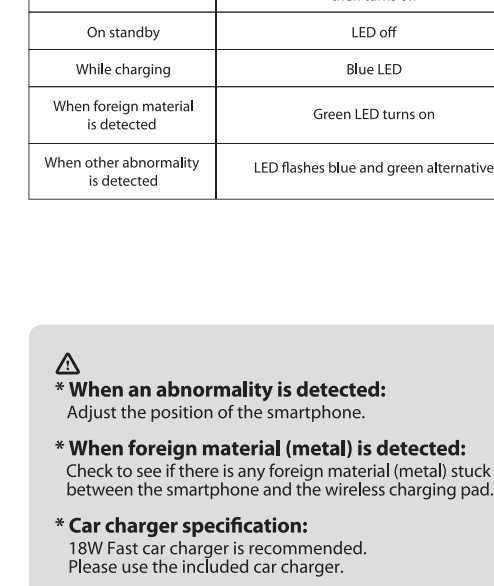 then turns off
On standby
LED off
While charging
Blue LED
When foreign material
is detected
Green LED turns on
When other abnormality
is detected
LED flashes blue and green alternative
* When an abnormality is detected:
Adjust the position of the smartphone.
* When foreign material (metal) is detected:
Check to see if there is any foreign material (metal) stuck
between the smartphone and the wireless charging pad.
* Car charger specification:
18W Fast car charger is recommended.
Please use the included car charger.